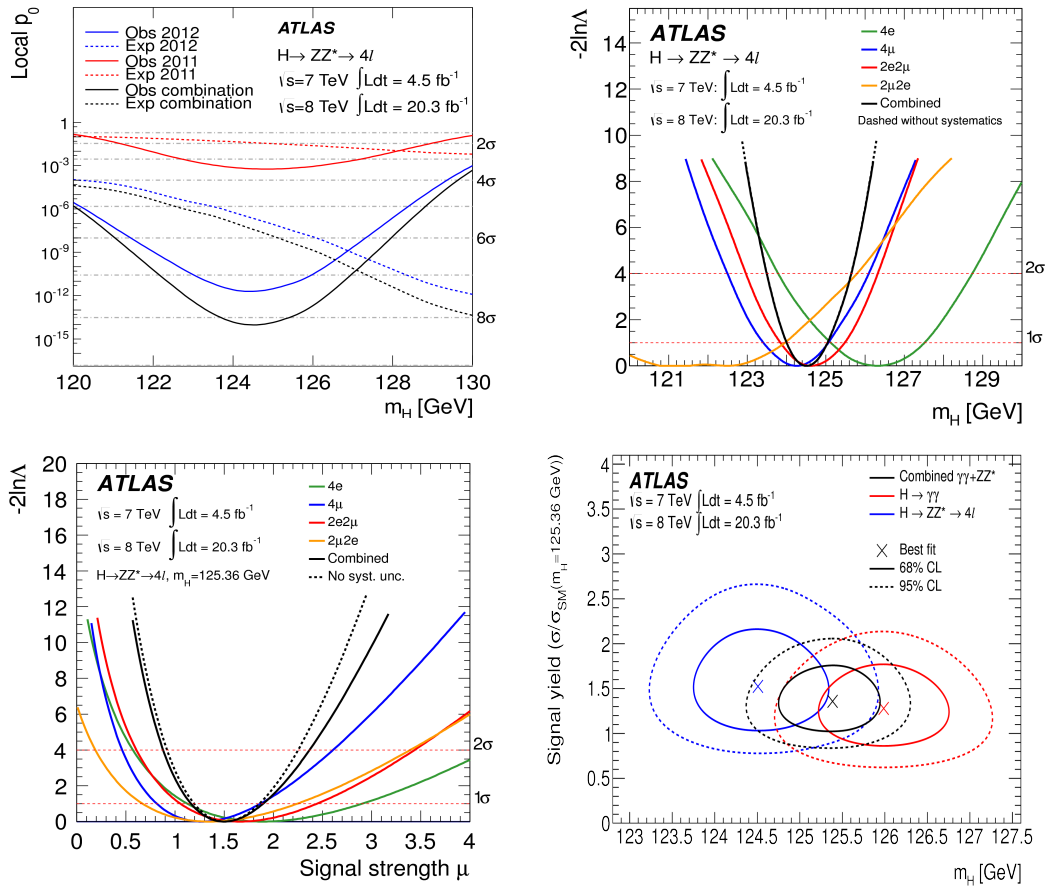 Local p0
Obs 2012
Exp 2012
Obs 2011
Exp 2011
Obs combination
Exp combination
ATLAS
H→ ZZ* → 4l
√s=7 TeV ∫Ldt = 4.5 fb⁻¹
√s=8 TeV ∫Ldt = 20.3 fb⁻¹
1
10⁻³
10⁻⁶
10⁻⁹
10⁻¹²
10⁻¹⁵
2σ
4σ
6σ
8σ
120 122 124 126 128 130
mH [GeV]
-2lnΛ
ATLAS
H→ ZZ* → 4l
√s = 7 TeV: ∫Ldt = 4.5 fb⁻¹
√s = 8 TeV: ∫Ldt = 20.3 fb⁻¹
4e
4μ
2e2μ
2μ2e
Combined
Dashed without systematics
14
12
10
8
6
4
2
0
2σ
1σ
121 123 125 127 129
mH [GeV]
-2lnΛ
ATLAS
√s = 7 TeV ∫Ldt = 4.5 fb⁻¹
√s = 8 TeV ∫Ldt = 20.3 fb⁻¹
H→ZZ*→4l, mH=125.36 GeV
4e
4μ
2e2μ
2μ2e
Combined
No syst. unc.
20
18
16
14
12
10
8
6
4
2
0
2σ
1σ
0 0.5 1 1.5 2 2.5 3 3.5 4
Signal strength μ
Signal yield (σ/σSM(mH=125.36 GeV))
ATLAS
√s = 7 TeV ∫Ldt = 4.5 fb⁻¹
√s = 8 TeV ∫Ldt = 20.3 fb⁻¹
Combined γγ+ZZ*
H → γγ
H → ZZ* → 4l
Best fit
68% CL
95% CL
4
3.5
3
2.5
2
1.5
1
0.5
0
123 123.5 124 124.5 125 125.5 126 126.5 127 127.5
mH [GeV]